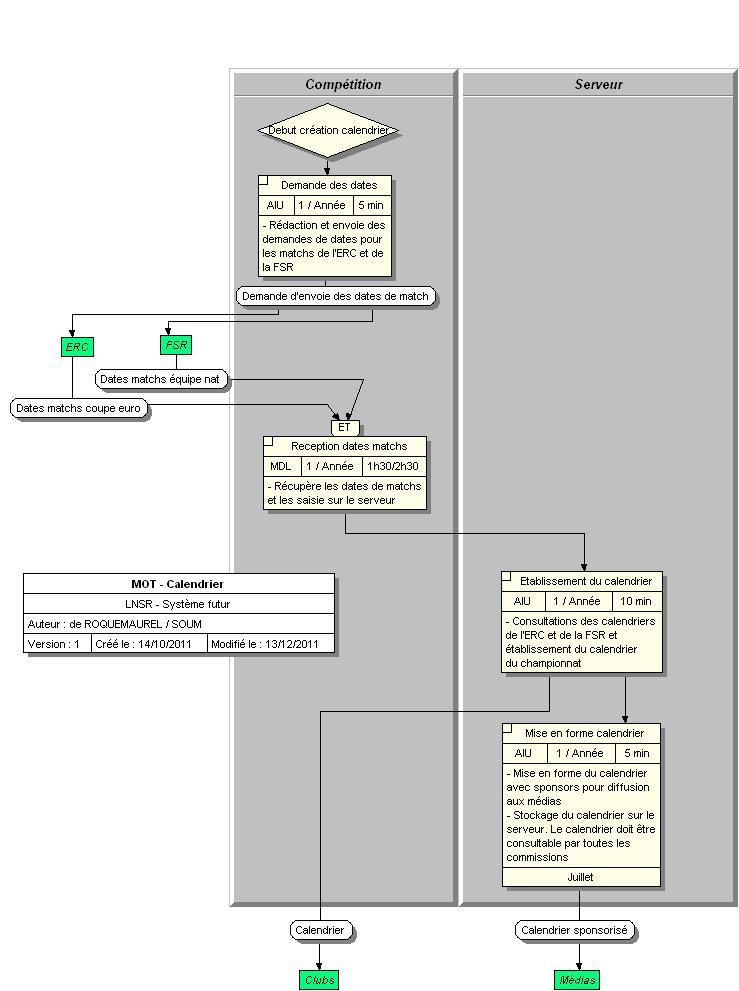 Compétition
Serveur
Debut création calendrier
Demande des dates
AIU 1 / Année 5 min
- Rédaction et envoie des
demandes de dates pour
les matchs de l'ERC et de
la FSR
Demande d'envoie des dates de match
ERC
FSR
Dates matchs équipe nat
Dates matchs coupe euro
ET
Reception dates matchs
MDL 1 / Année 1h30/2h30
- Récupère les dates de matchs
et les saisie sur le serveur
MOT - Calendrier
LNSR - Système futur
Auteur : de ROQUEMAUREL / SOUM
Version : 1 Créé le : 14/10/2011 Modifié le : 13/12/2011
Etablissement du calendrier
AIU 1 / Année 10 min
- Consultations des calendriers
de l'ERC et de la FSR et
établissement du calendrier
du championnat
Mise en forme calendrier
AIU 1 / Année 5 min
- Mise en forme du calendrier
avec sponsors pour diffusion
aux médias
- Stockage du calendrier sur le
serveur. Le calendrier doit être
consultable par toutes les
commissions
Juillet
Calendrier
Calendrier sponsorisé
Clubs
Médias